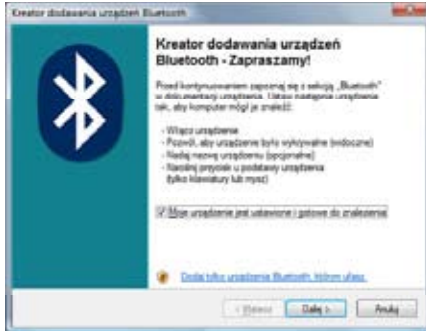 Kreator dodawania urządzeń Bluetooth
Kreator dodawania urządzeń
Bluetooth - Zapraszamy!
Przed kontynuowaniem zapoznaj się z sekcją „Bluetooth"
w dokumentacji urządzenia. Ustaw następnie urządzenie
tak, aby komputer mógł je znaleźć:
- Włącz urządzenie
- Pozwól, aby urządzenie było wykrywalne (widoczne)
- Nadaj nazwę urządzeniu (opcjonalne)
- Naciśnij przycisk u podstawy urządzenia
(tylko klawiatury lub mysz)
Moje urządzenie jest ustawione i gotowe do znalezienia
Dodaj tylko urządzenia Bluetooth, którym ufasz.
< Wstecz
Dalej >
Anuluj